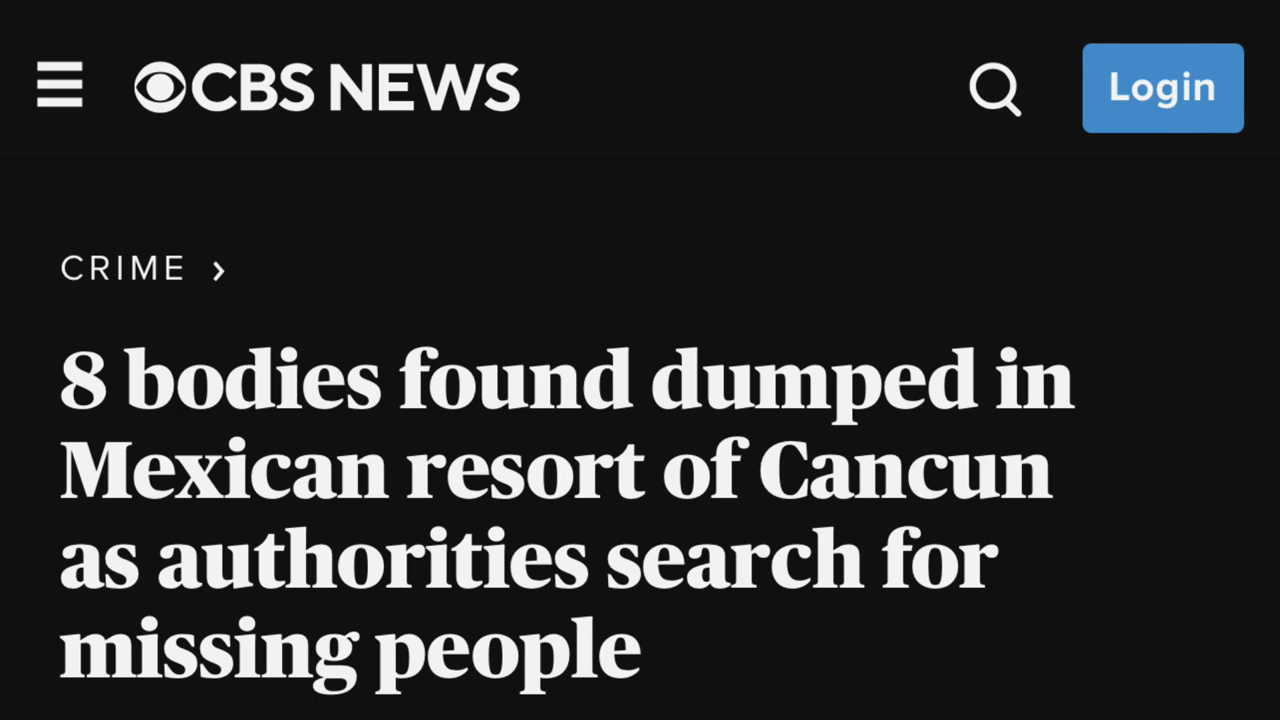 CBS NEWS
Login
CRIME ›
8 bodies found dumped in
Mexican resort of Cancun
as authorities search for
missing people